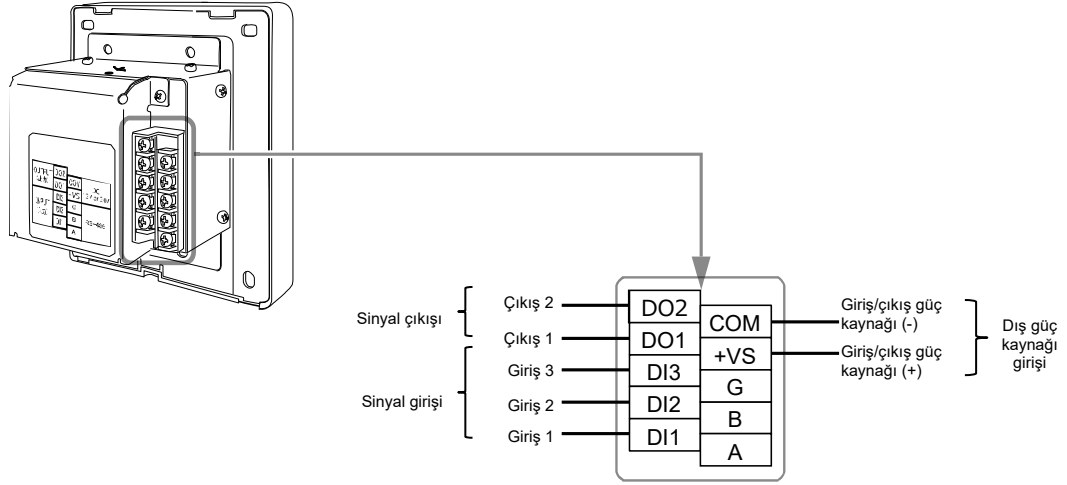 Sinyal çıkışı
Sinyal girişi
Çıkış 2
Çıkış 1
Giriş 3
Giriş 2
Giriş 1
DO2
DO1
DI3
DI2
DI1
COM
+VS
G
B
A
Giriş/çıkış güç
kaynağı (-)
Giriş/çıkış güç
kaynağı (+)
Dış güç
kaynağı
girişi